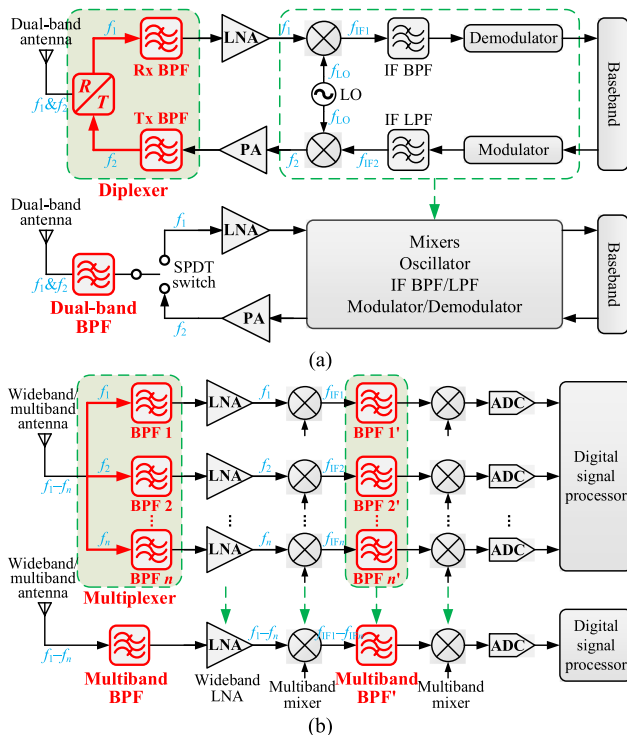 Dual-band
antenna
f1&f2
f1
R/T
Rx BPF
LNA
f1
fIF1
IF BPF
Demodulator
fLO
LO
fLO
Tx BPF
f2
PA
f2
fIF2
IF LPF
Modulator
Baseband
Diplexer
Dual-band
antenna
f1&f2
Dual-band
BPF
SPDT
switch
f1
LNA
f2
PA
Mixers
Oscillator
IF BPF/LPF
Modulator/Demodulator
Baseband
(a)
Wideband/
multiband
antenna
f1–fn
f1
BPF 1
LNA
f1
fIF1
BPF 1'
ADC
f2
BPF 2
LNA
f2
fIF2
BPF 2'
ADC
fn
BPF n
LNA
fn
fIFn
BPF n'
ADC
Digital
signal
processor
Multiplexer
Wideband/
multiband
antenna
f1–fn
Multiband
BPF
LNA
Wideband
LNA
f1–fn
Multiband
mixer
fIF1–fIFn
Multiband
BPF'
Multiband
mixer
ADC
Digital
signal
processor
(b)